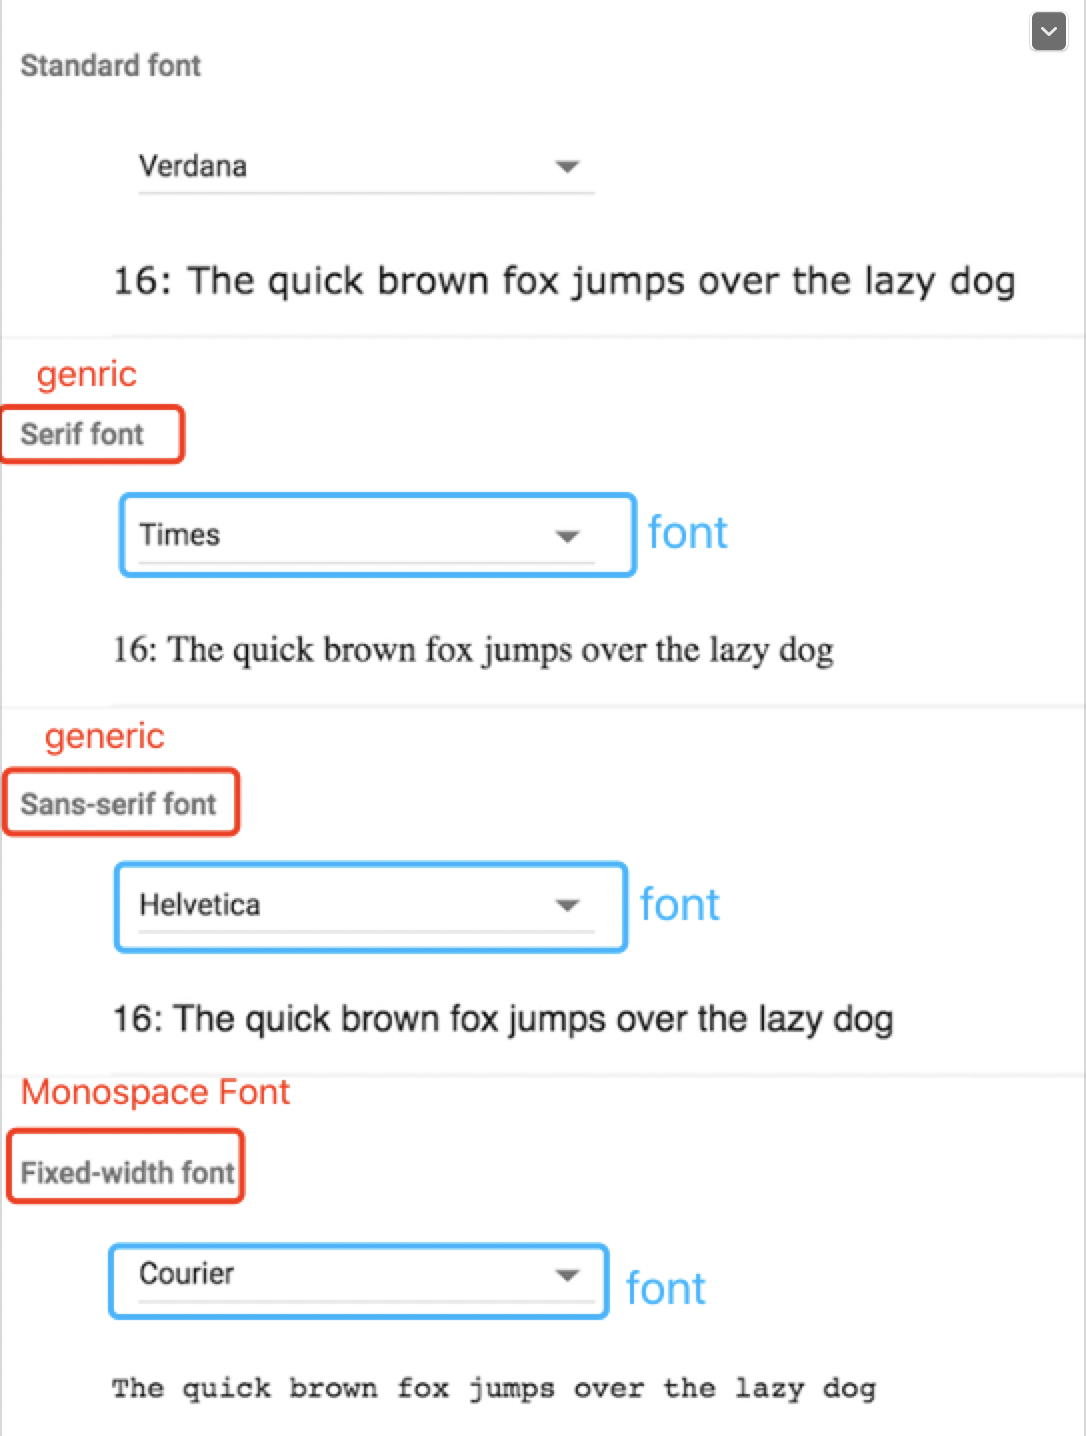 Standard font
Verdana
16: The quick brown fox jumps over the lazy dog
genric
Serif font
Times
font
16: The quick brown fox jumps over the lazy dog
generic
Sans-serif font
Helvetica
font
16: The quick brown fox jumps over the lazy dog
Monospace Font
Fixed-width font
Courier
font
The quick brown fox jumps over the lazy dog